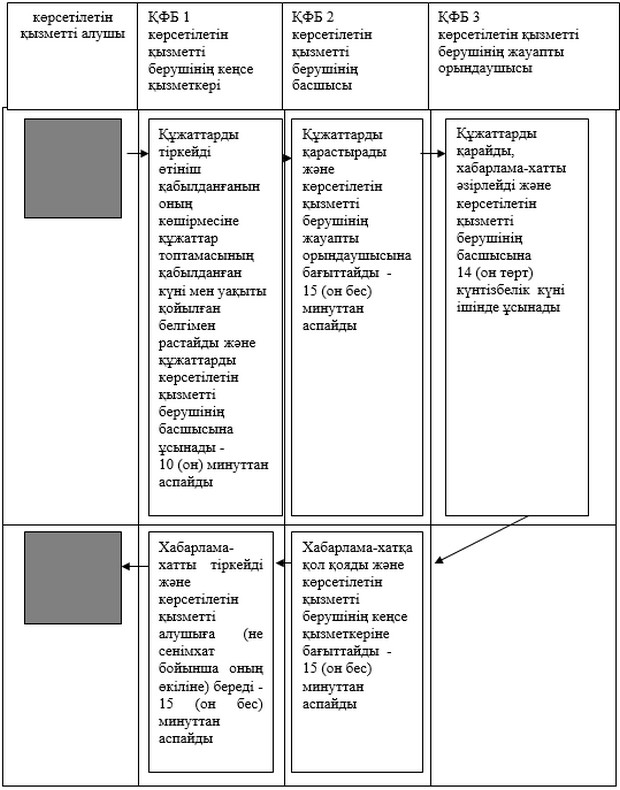 көрсетілетін
қызметті алушы
ҚФБ 1
көрсетілетін
қызметті
берушінің кеңсе
қызметкері
ҚФБ 2
көрсетілетін
қызметті
берушінің
басшысы
ҚФБ 3
көрсетілетін қызметті
берушінің жауапты
орындаушысы
Құжаттарды
тіркейді
өтініш
қабылданғанын
оның
көшірмесіне
құжаттар
топтамасының
қабылданған
күні мен уақыты
қойылған
белгімен
растайды және
құжаттарды
көрсетілетін
қызметті
берушінің
басшысына
ұсынады -
10 (он) минуттан
аспайды
Құжаттарды
қарастырады
және
көрсетілетін
қызметті
берушінің
жауапты
орындаушысына
бағыттайды -
15 (он бес)
минуттан
аспайды
Құжаттарды
қарайды,
хабарлама-хатты
әзірлейді және
көрсетілетін
қызметті
берушінің
басшысына
14 (он төрт)
күнтізбелік күні
ішінде ұсынады
Хабарлама-
хатты тіркейді
және
көрсетілетін
қызметті
алушыға (не
сенімхат
бойынша оның
өкіліне) береді -
15 (он бес)
минуттан
аспайды
Хабарлама-хатқа
қол қояды және
көрсетілетін
қызметті
берушінің кеңсе
қызметкеріне
бағыттайды -
15 (он бес)
минуттан
аспайды